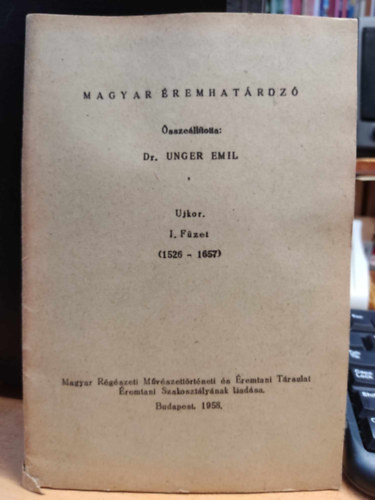 MAGYAR ÉREMHATÁROZÓ
Összeállította:
Dr. UNGER EMIL
Ujkor.
I. Füzet
(1526 - 1657)
Magyar Régészeti Művészettörténeti és Éremtani Társulat
Éremtani Szakosztályának kiadása.
Budapest, 1958.